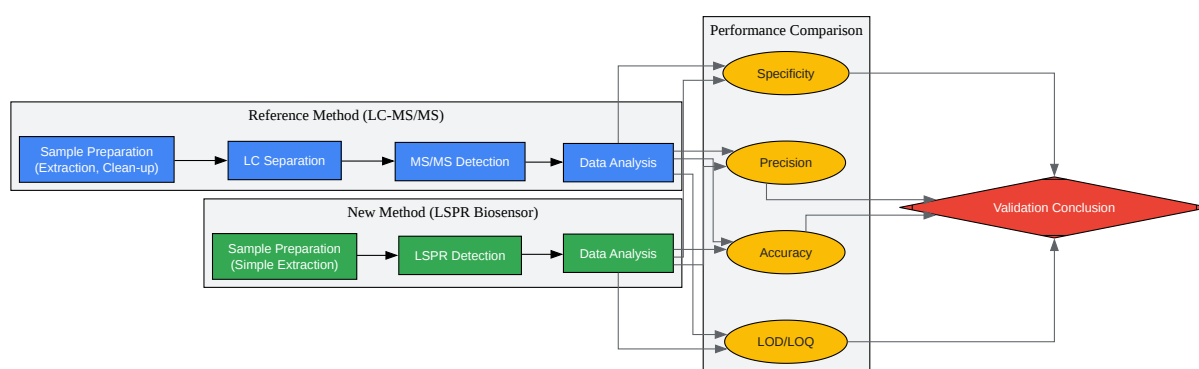 Performance Comparison
Specificity
Reference Method (LC-MS/MS)
Sample Preparation
(Extraction, Clean-up)
LC Separation
MS/MS Detection
Data Analysis
Precision
Validation Conclusion
New Method (LSPR Biosensor)
Sample Preparation
(Simple Extraction)
LSPR Detection
Data Analysis
Accuracy
LOD/LOQ